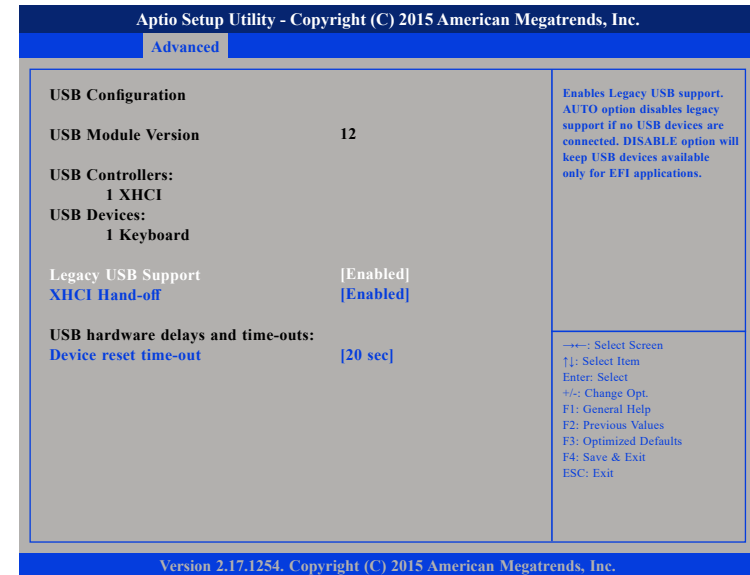 Aptio Setup Utility - Copyright (C) 2015 American Megatrends, Inc.
Advanced
USB Configuration
USB Module Version 12
USB Controllers:
1 XHCI
USB Devices:
1 Keyboard
Legacy USB Support [Enabled]
XHCI Hand-off [Enabled]
USB hardware delays and time-outs:
Device reset time-out [20 sec]
Enables Legacy USB support.
AUTO option disables legacy
support if no USB devices are
connected. DISABLE option will
keep USB devices available
only for EFI applications.
→←: Select Screen
↑↓: Select Item
Enter: Select
+/-: Change Opt.
F1: General Help
F2: Previous Values
F3: Optimized Defaults
F4: Save & Exit
ESC: Exit
Version 2.17.1254. Copyright (C) 2015 American Megatrends, Inc.